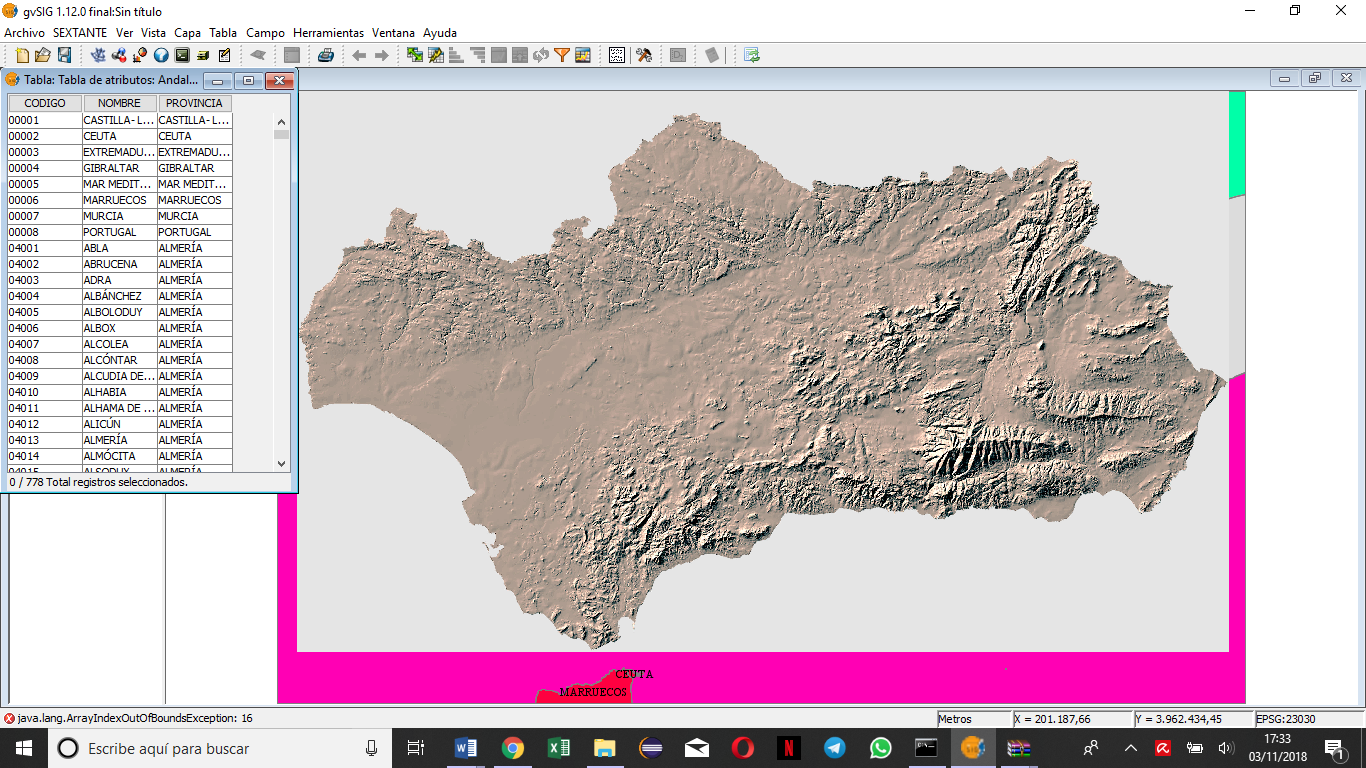 gvSIG 1.12.0 final:Sin título
Archivo SEXTANTE Ver Vista Capa Tabla Campo Herramientas Ventana Ayuda
Tabla: Tabla de atributos: Andal...
CODIGO NOMBRE PROVINCIA
00001 CASTILLA- L... CASTILLA- L...
00002 CEUTA CEUTA
00003 EXTREMADU... EXTREMADU...
00004 GIBRALTAR GIBRALTAR
00005 MAR MEDIT... MAR MEDIT...
00006 MARRUECOS MARRUECOS
00007 MURCIA MURCIA
00008 PORTUGAL PORTUGAL
04001 ABLA ALMERÍA
04002 ABRUCENA ALMERÍA
04003 ADRA ALMERÍA
04004 ALBÁNCHEZ ALMERÍA
04005 ALBOLODUY ALMERÍA
04006 ALBOX ALMERÍA
04007 ALCOLEA ALMERÍA
04008 ALCÓNTAR ALMERÍA
04009 ALCUDIA DE... ALMERÍA
04010 ALHABIA ALMERÍA
04011 ALHAMA DE ... ALMERÍA
04012 ALICÚN ALMERÍA
04013 ALMERÍA ALMERÍA
04014 ALMÓCITA ALMERÍA
04015 ALSODUX ALMERÍA
0 / 778 Total registros seleccionados.
CEUTA
MARRUECOS
java.lang.ArrayIndexOutOfBoundsException: 16
Metros X = 201.187,66 Y = 3.962.434,45 EPSG:23030
Escribe aquí para buscar
17:33
03/11/2018
1